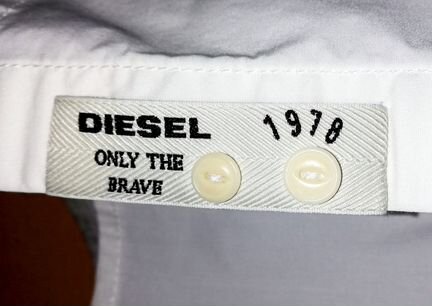 DIESEL 1978
ONLY THE
BRAVE